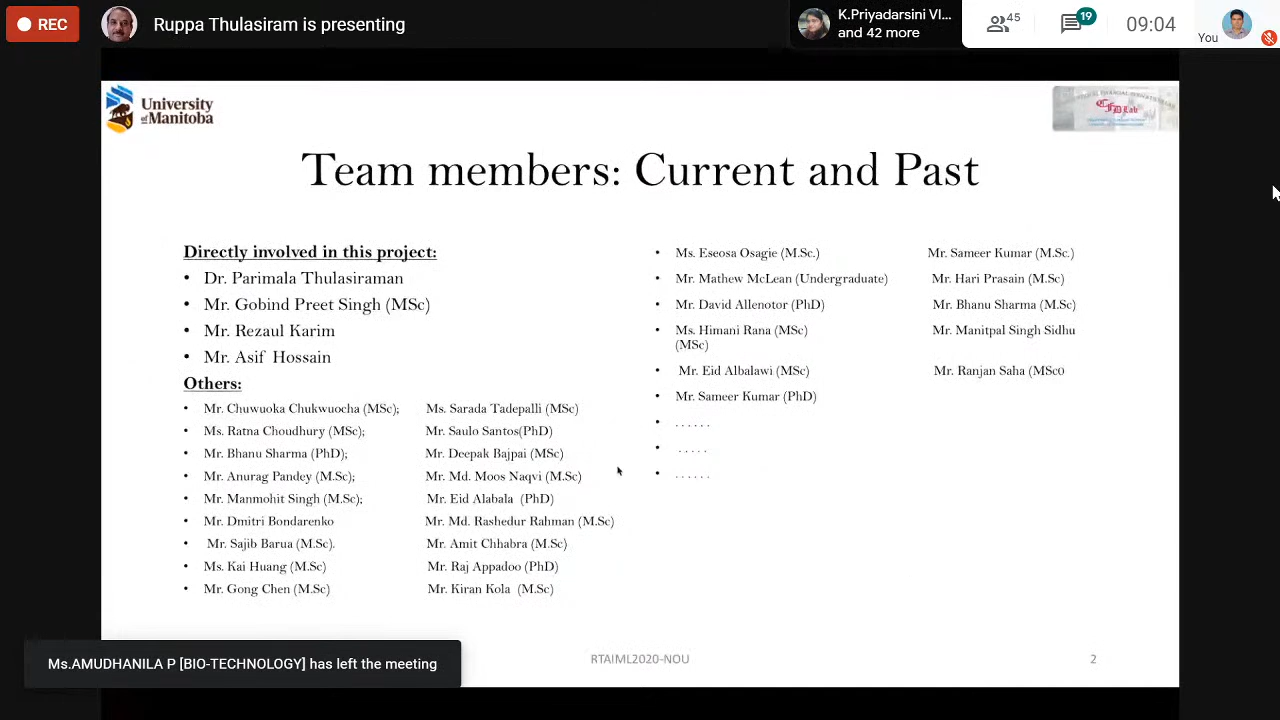 REC
Ruppa Thulasiram is presenting
K.Priyadarsini VI...
and 42 more
45
19
09:04
You
University
of Manitoba
CFD Lab
Team members: Current and Past
Directly involved in this project:
• Dr. Parimala Thulasiraman
• Mr. Gobind Preet Singh (MSc)
• Mr. Rezaul Karim
• Mr. Asif Hossain
Others:
• Mr. Chuwuoka Chukwuocha (MSc); Ms. Sarada Tadepalli (MSc)
• Ms. Ratna Choudhury (MSc); Mr. Saulo Santos(PhD)
• Mr. Bhanu Sharma (PhD); Mr. Deepak Bajpai (MSc)
• Mr. Anurag Pandey (M.Sc); Mr. Md. Moos Naqvi (M.Sc)
• Mr. Manmohit Singh (M.Sc); Mr. Eid Alabala (PhD)
• Mr. Dmitri Bondarenko Mr. Md. Rashedur Rahman (M.Sc)
• Mr. Sajib Barua (M.Sc). Mr. Amit Chhabra (M.Sc)
• Ms. Kai Huang (M.Sc) Mr. Raj Appadoo (PhD)
• Mr. Gong Chen (M.Sc) Mr. Kiran Kola (M.Sc)
• Ms. Eseosa Osagie (M.Sc.) Mr. Sameer Kumar (M.Sc.)
• Mr. Mathew McLean (Undergraduate) Mr. Hari Prasain (M.Sc)
• Mr. David Allenotor (PhD) Mr. Bhanu Sharma (M.Sc)
• Ms. Himani Rana (MSc) Mr. Manitpal Singh Sidhu
(MSc)
• Mr. Eid Albalawi (MSc) Mr. Ranjan Saha (MSc0
• Mr. Sameer Kumar (PhD)
• . . . . . .
• . . . . .
• . . . . . .
Ms.AMUDHANILA P [BIO-TECHNOLOGY] has left the meeting
RTAIML2020-NOU
2